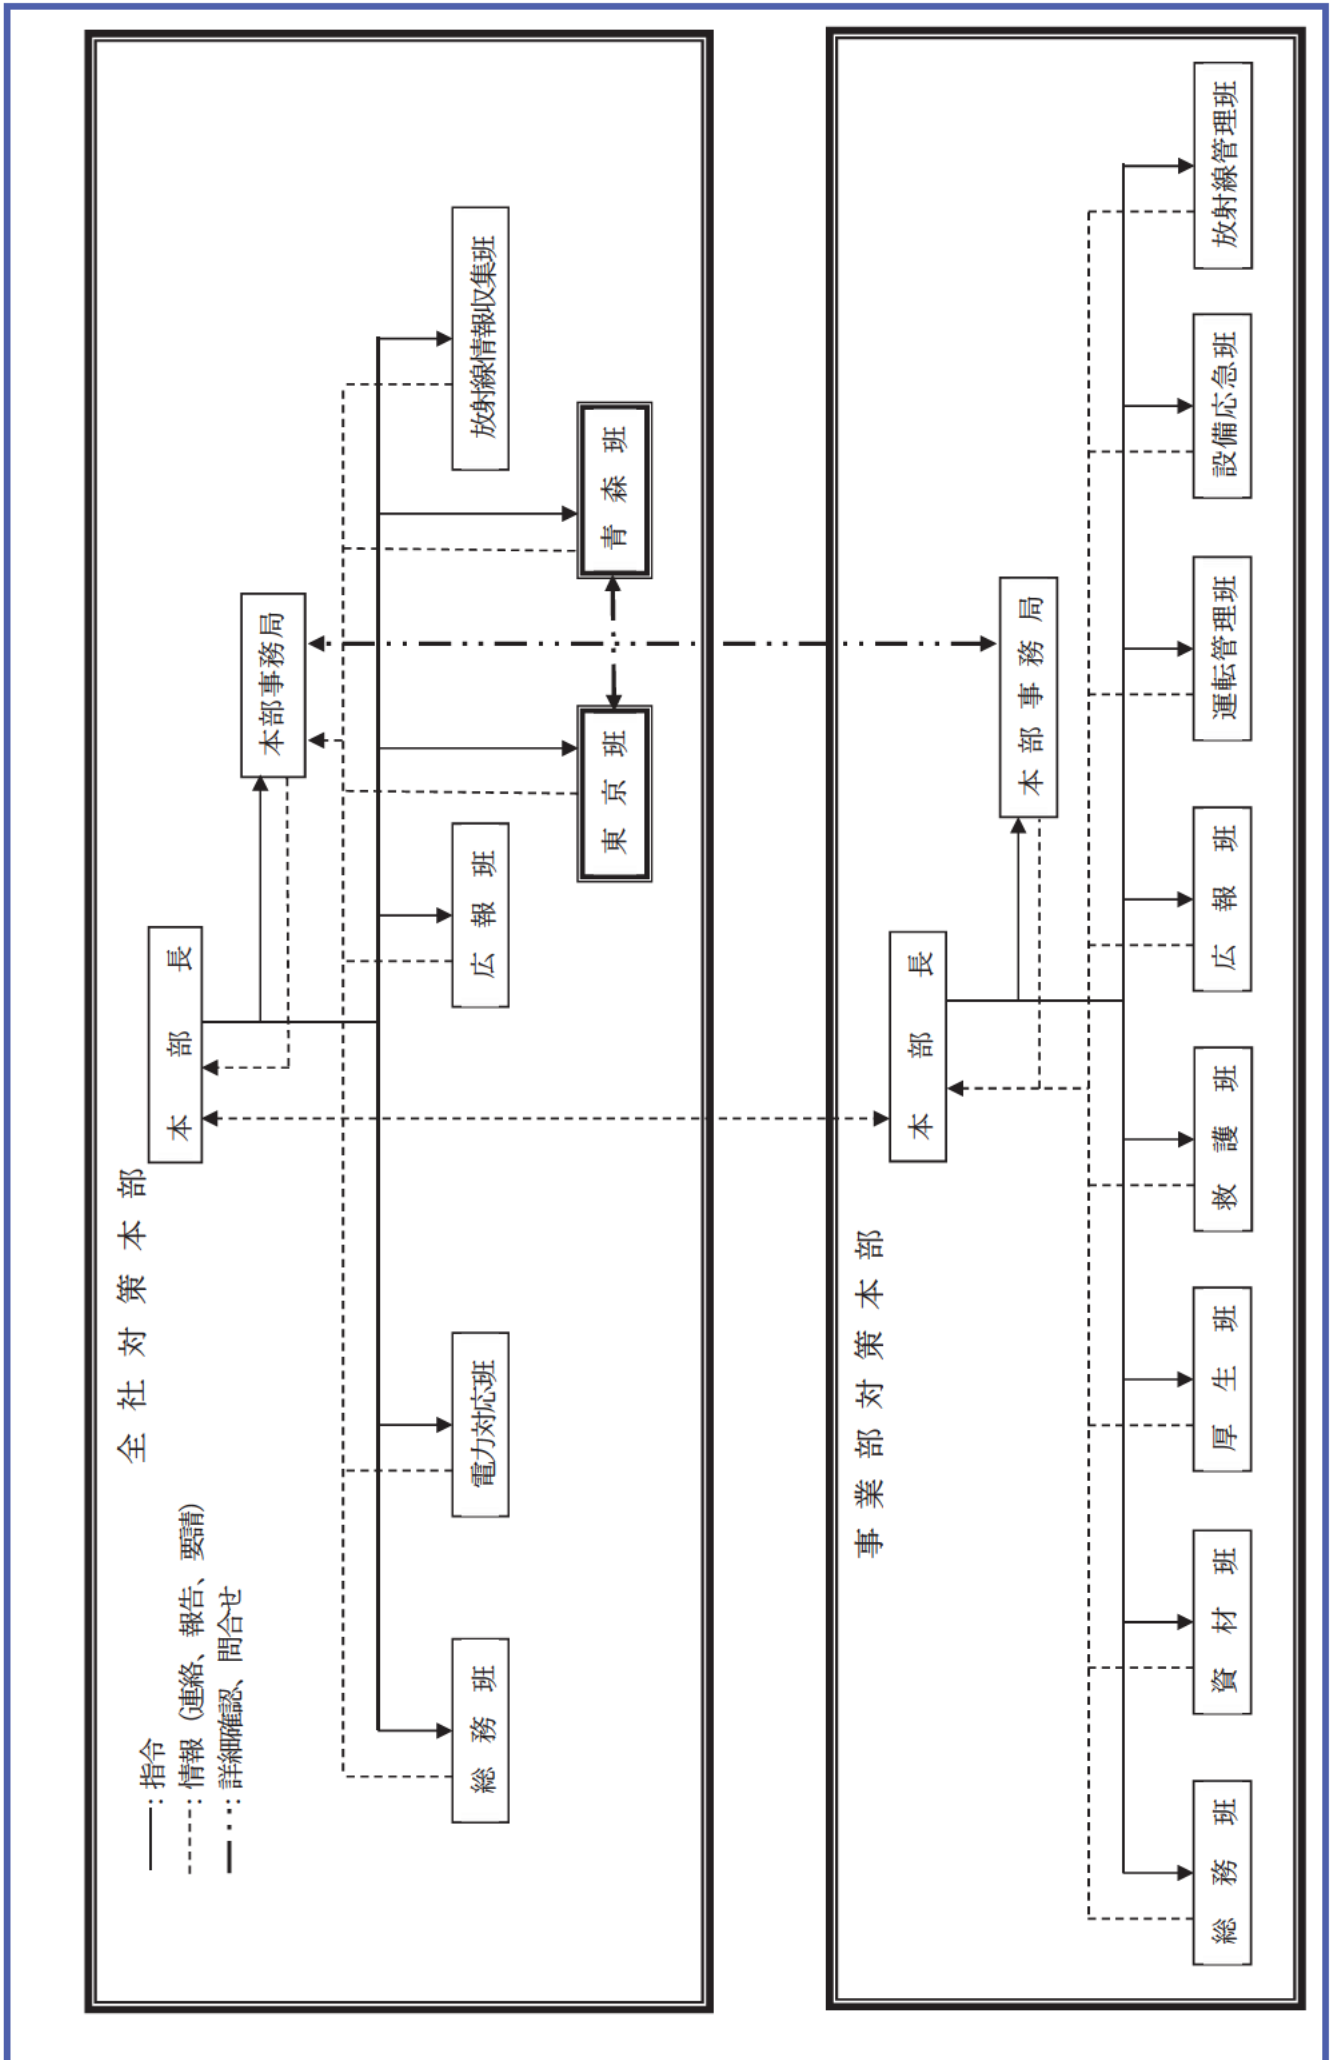 ───：指令
-----：情報（連絡、報告、要請）
━‥：詳細確認、問合せ
全社対策本部
本部長
本部事務局
総務班
電力対応班
広報班
東京班
青森班
放射線情報収集班
事業部対策本部
本部長
本部事務局
総務班
資材班
厚生班
救護班
広報班
運転管理班
設備応急班
放射線管理班